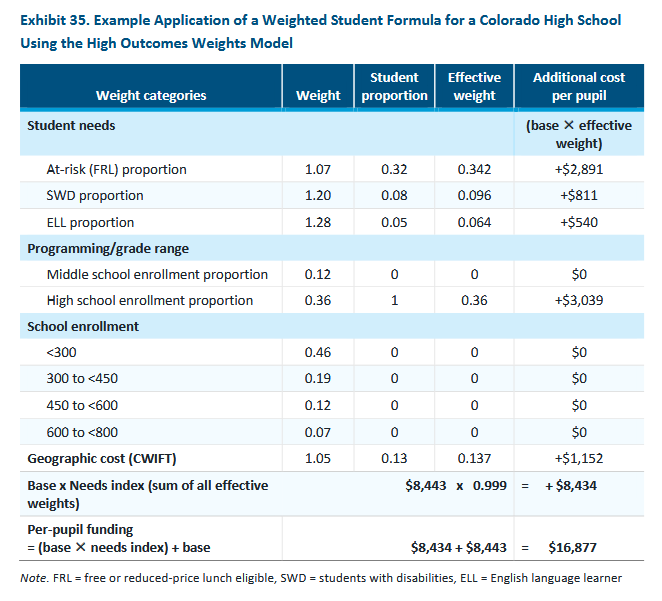 Exhibit 35. Example Application of a Weighted Student Formula for a Colorado High School
Using the High Outcomes Weights Model
Weight categories Weight Student proportion Effective weight Additional cost per pupil
Student needs (base ✕ effective weight)
At-risk (FRL) proportion 1.07 0.32 0.342 +$2,891
SWD proportion 1.20 0.08 0.096 +$811
ELL proportion 1.28 0.05 0.064 +$540
Programming/grade range
Middle school enrollment proportion 0.12 0 0 $0
High school enrollment proportion 0.36 1 0.36 +$3,039
School enrollment
<300 0.46 0 0 $0
300 to <450 0.19 0 0 $0
450 to <600 0.12 0 0 $0
600 to <800 0.07 0 0 $0
Geographic cost (CWIFT) 1.05 0.13 0.137 +$1,152
Base x Needs index (sum of all effective weights) $8,443 x 0.999 = + $8,434
Per-pupil funding
= (base ✕ needs index) + base $8,434 + $8,443 = $16,877
Note. FRL = free or reduced-price lunch eligible, SWD = students with disabilities, ELL = English language learner